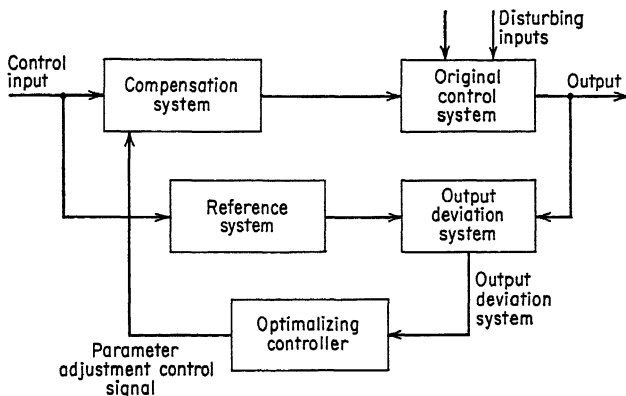 Disturbing
inputs
Control
input
Compensation
system
Original
control
system
Output
Reference
system
Output
deviation
system
Output
deviation
system
Optimalizing
controller
Parameter
adjustment control
signal